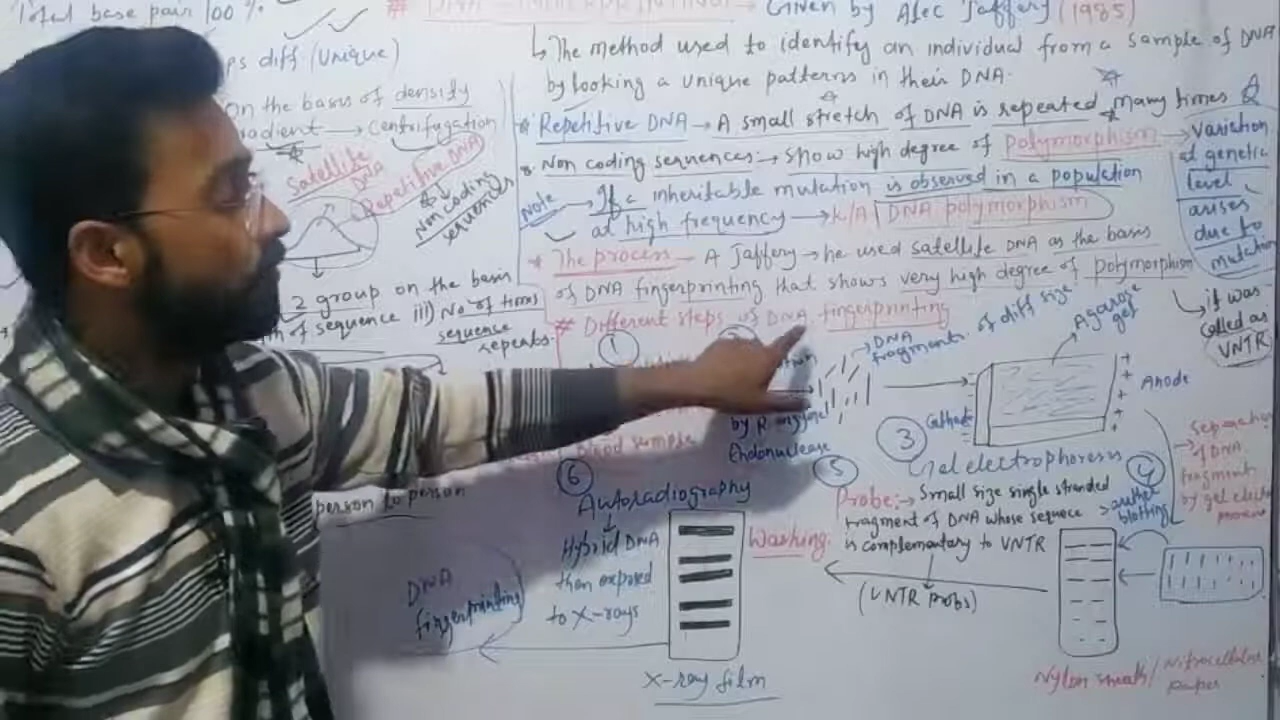 Total base pair 100 %
# DNA Given by Alec Jaffery (1985)
ps diff (Unique)
↳ The method used to identify an individual from a sample of DNA
by looking a unique patterns in their DNA.
on the basis of density
gradient → Centrifugation
Satellite DNA
Repetitive DNA
Non coding sequences
* Repetitive DNA → A small stretch of DNA is repeated many times
* Non coding sequences → show high degree of polymorphism → Variation
at genetic
level
arises
due to
mutation
Note → If a inheritable mutation is observed in a population
at high frequency → K/A DNA polymorphism
* The process → A Jaffery → he used satellite DNA as the basis
of DNA fingerprinting that shows very high degree of polymorphism
↳ it was
called as
VNTR
2 group on the basis
of sequence iii) No of times
sequence
repeats.
# Different steps of DNA fingerprinting
1
→ DNA
fragments of diff size
Agarose
gel
by R
Endonuclease
blood sample
3
Cathode
Anode
Gel electrophoresis
→ Separation
of DNA
fragment
by gel
person to person
6
Autoradiography
↓
Hybrid DNA
than exposed
to X-rays
DNA
fingerprinting
X-ray film
Washing
5
Probe:→ Small size single stranded
fragment of DNA whose sequece
is complementary to VNTR
(VNTR Probs)
4
blotting
Nylon / Nitrocellulose
paper